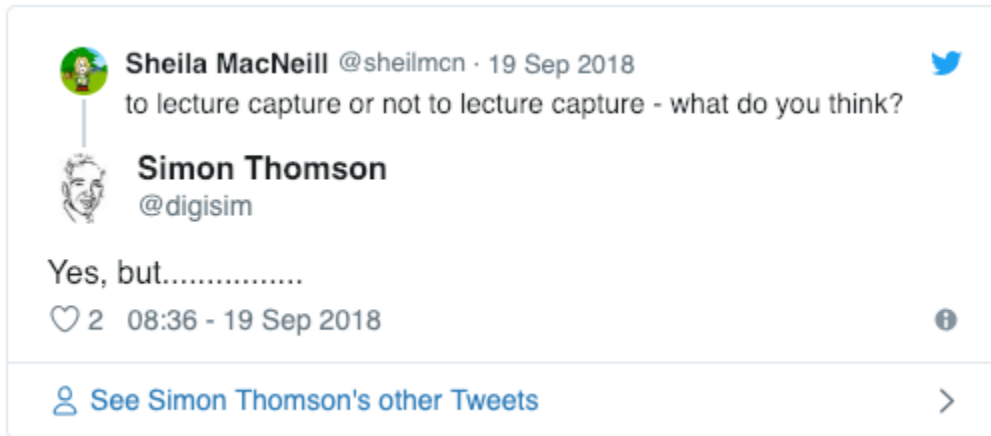 Sheila MacNeill @sheilmcn · 19 Sep 2018
to lecture capture or not to lecture capture - what do you think?
Simon Thomson
@digisim
Yes, but................
2 08:36 - 19 Sep 2018
See Simon Thomson's other Tweets